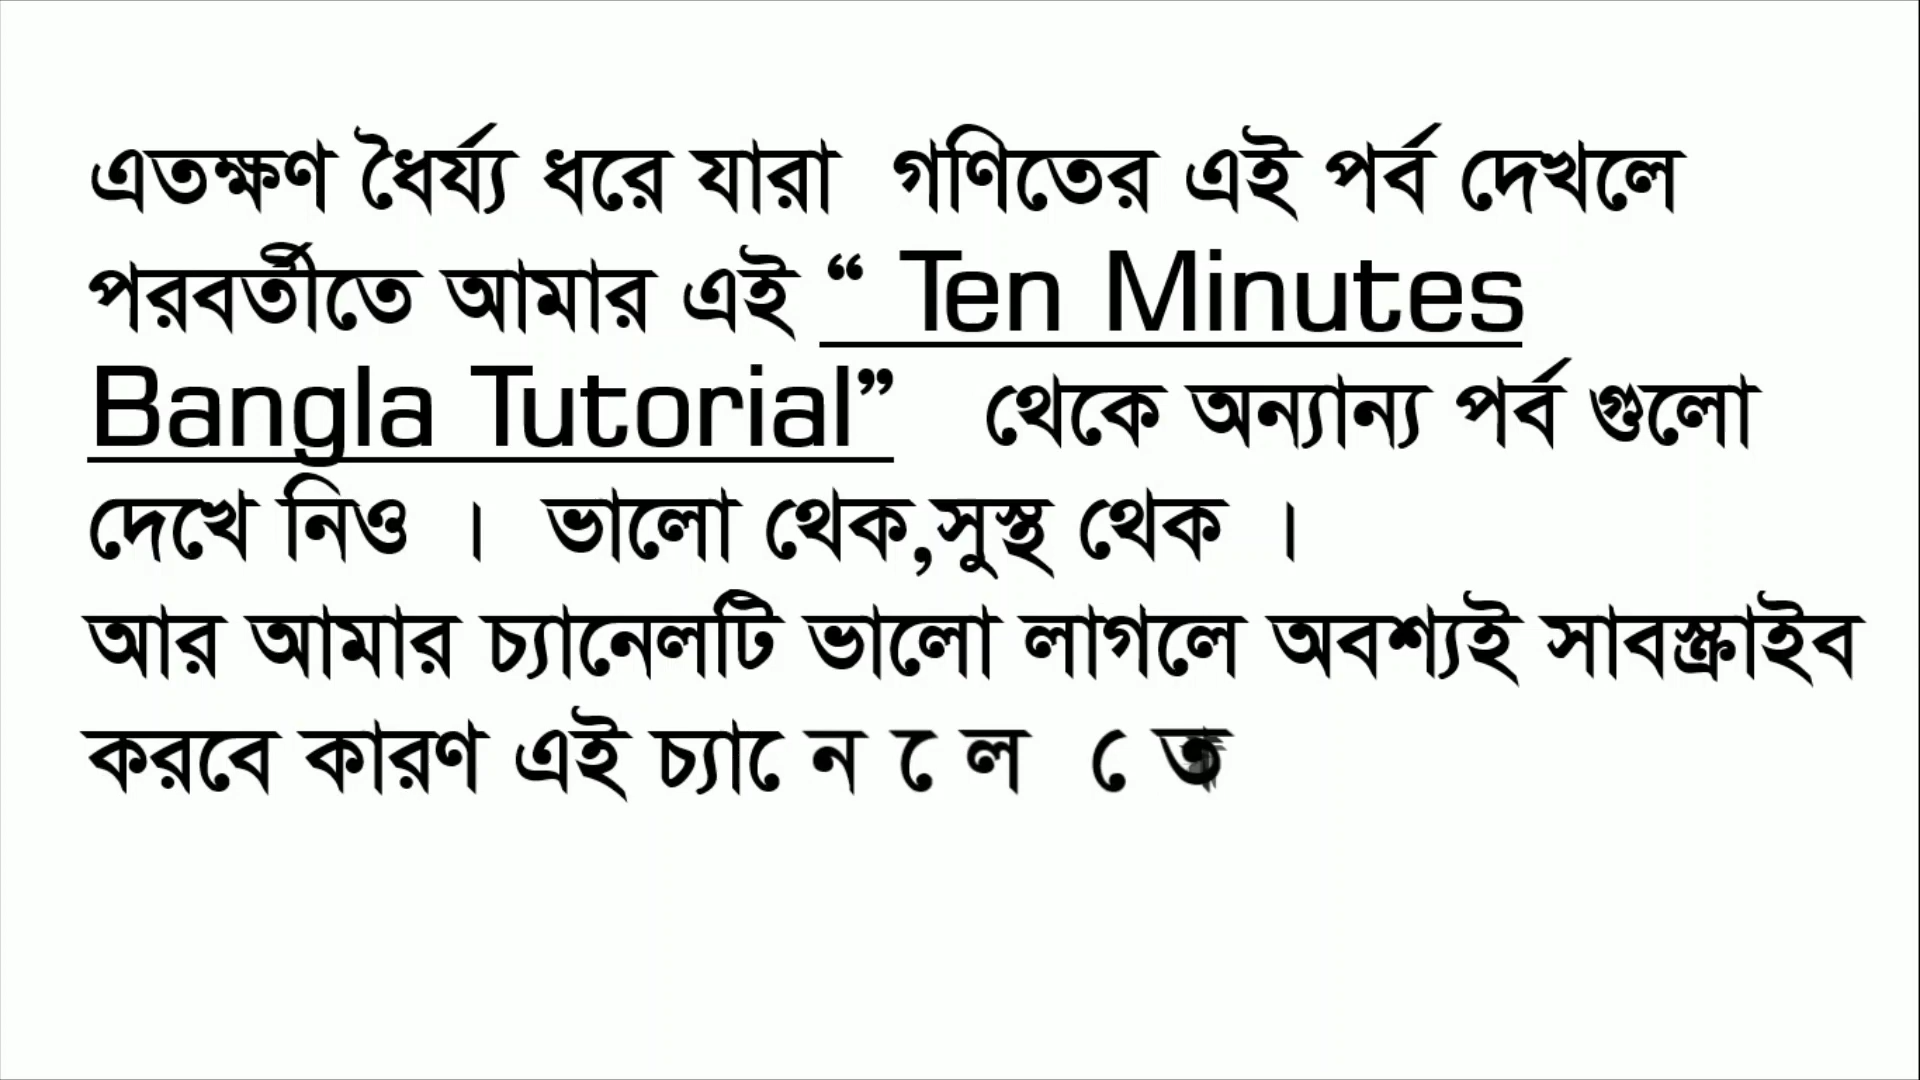 এতক্ষণ ধৈর্য্য ধরে যারা গণিতের এই পর্ব দেখলে
পরবর্তীতে আমার এই “ Ten Minutes
Bangla Tutorial” থেকে অন্যান্য পর্ব গুলো
দেখে নিও । ভালো থেক,সুস্থ থেক ।
আর আমার চ্যানেলটি ভালো লাগলে অবশ্যই সাবস্ক্রাইব
করবে কারণ এই চ্যানেলে